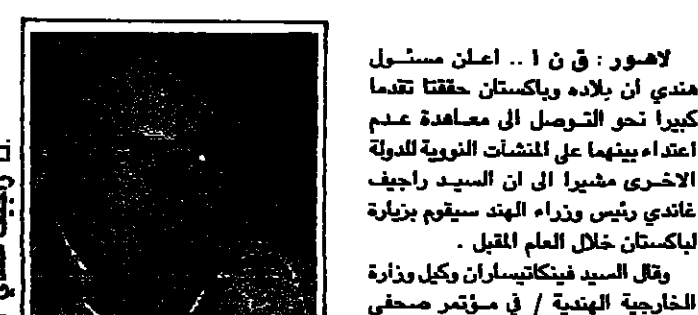 لاهور : ق ن ا .. اعلن مسئول
هندي ان بلاده وباكستان حققتا تقدما
كبيرا نحو التوصل الى معاهدة عدم
اعتداء بينهما على المنشآت النووية للدولة
الاخرى مشيرا الى ان السيد راجيف
غاندي رئيس وزراء الهند سيقوم بزيارة
لباكستان خلال العام المقبل .
وقال السيد فينكاتيساران وكيل وزارة
الخارجية الهندية / في مؤتمر صحفي